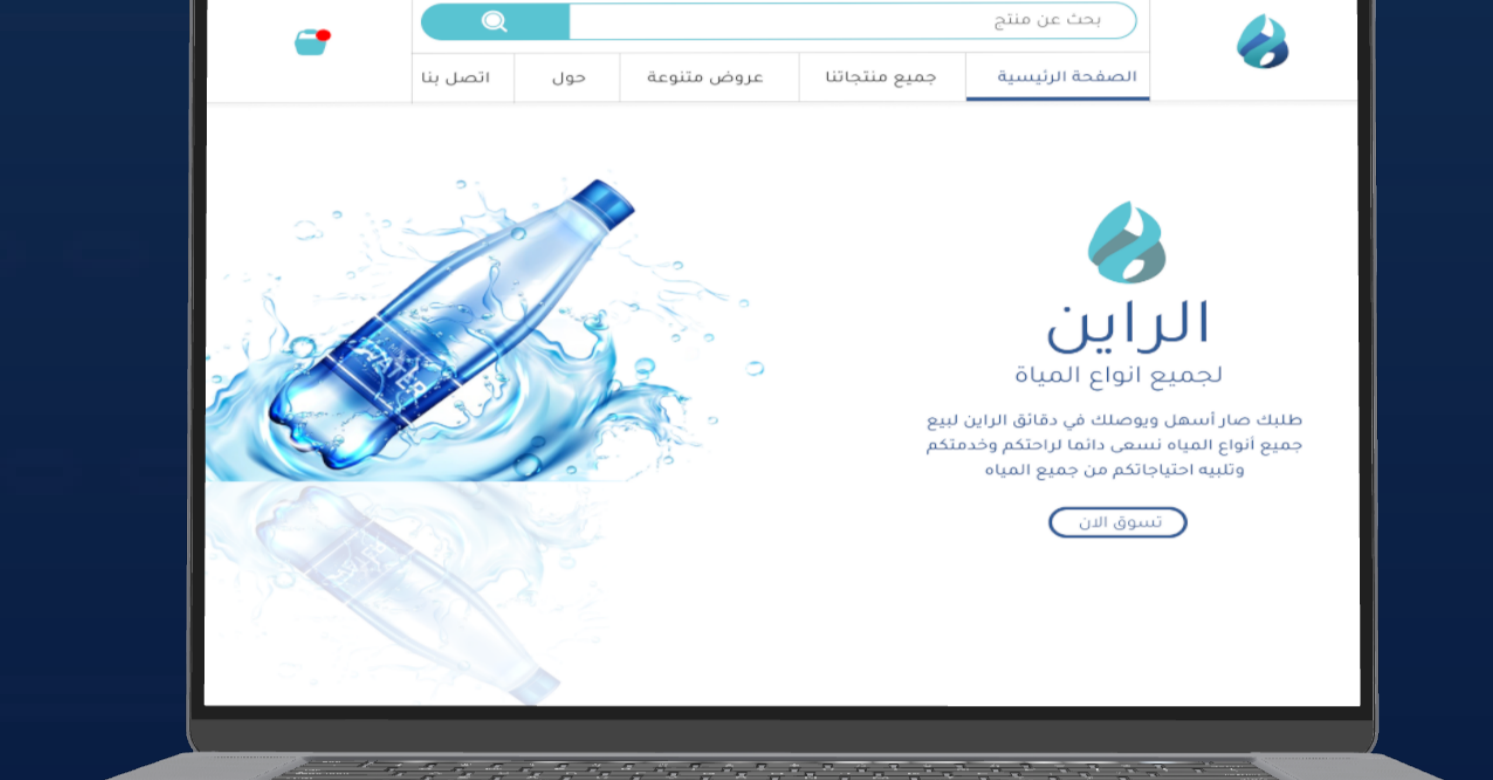 بحث عن منتج
الصفحة الرئيسية
جميع منتجاتنا
عروض متنوعة
حول
اتصل بنا
WATER
الراين
لجميع انواع المياة
طلبك صار أسهل ويوصلك في دقائق الراين لبيع
جميع أنواع المياه نسعى دائما لراحتكم وخدمتكم
وتلبيه احتياجاتكم من جميع المياه
تسوق الان